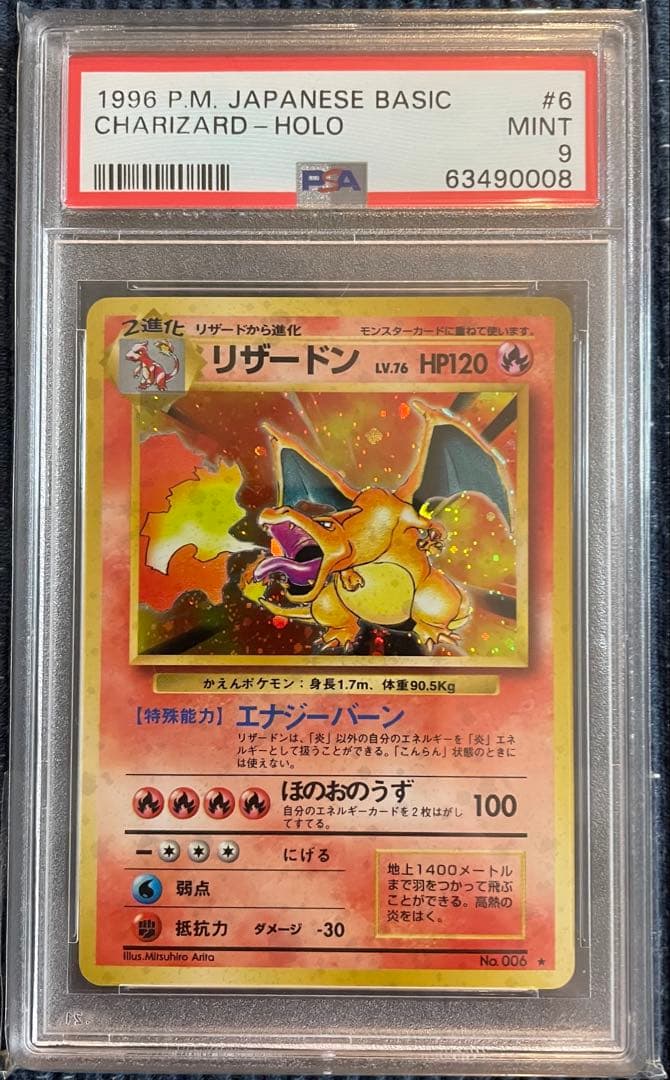 1996 P.M. JAPANESE BASIC #6
CHARIZARD - HOLO MINT
9
PSA 63490008
2進化 リザードから進化 モンスターカードに重ねて使います。
リザードン LV.76 HP120
かえんポケモン：身長1.7m、体重90.5Kg
【特殊能力】エナジーバーン
リザードンは、「炎」以外の自分のエネルギーを「炎」エネ
ルギーとして扱うことができる。「こんらん」状態のときに
は使えない。
ほのおのうず 100
自分のエネルギーカードを2枚はがし
てすてる。
にげる
弱点
抵抗力 ダメージ -30
地上1400メートル
まで羽をつかって飛ぶ
ことができる。高熱の
炎をはく。
Illus.Mitsuhiro Arita No.006 ★